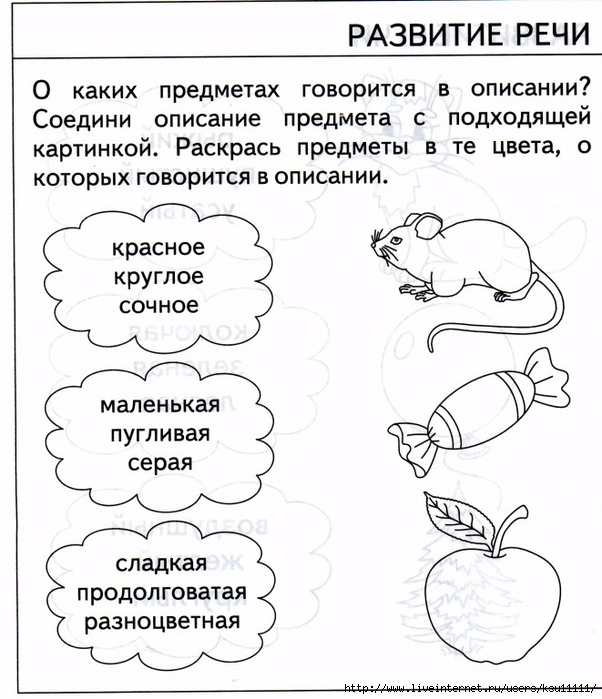 РАЗВИТИЕ РЕЧИ
О каких предметах говорится в описании?
Соедини описание предмета с подходящей
картинкой. Раскрась предметы в те цвета, о
которых говорится в описании.
красное
круглое
сочное
маленькая
пугливая
серая
сладкая
продолговатая
разноцветная
http://www.liveinternet.ru/users/ksu11111/